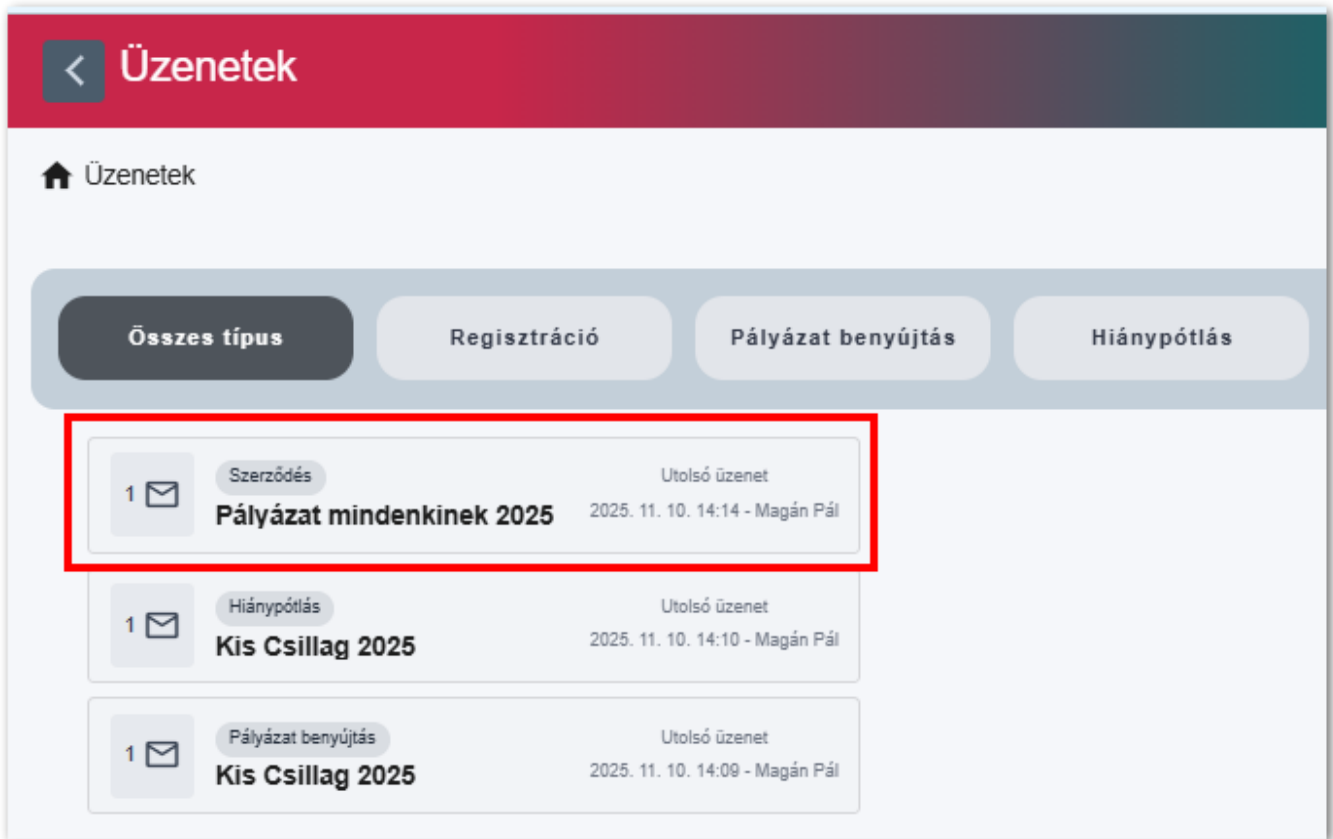 Üzenetek
Üzenetek
Összes típus Regisztráció Pályázat benyújtás Hiánypótlás
Szerződés Utolsó üzenet
1 Pályázat mindenkinek 2025 2025. 11. 10. 14:14 - Magán Pál
Hiánypótlás Utolsó üzenet
1 Kis Csillag 2025 2025. 11. 10. 14:10 - Magán Pál
Pályázat benyújtás Utolsó üzenet
1 Kis Csillag 2025 2025. 11. 10. 14:09 - Magán Pál